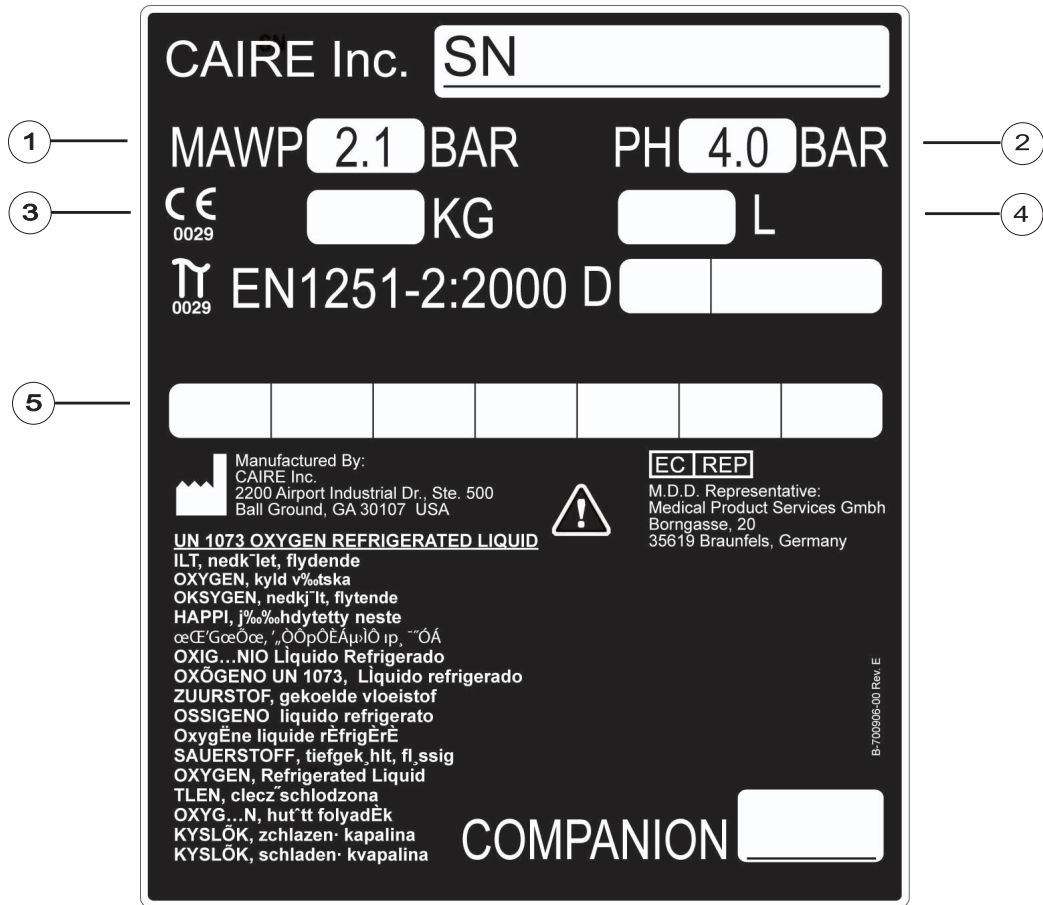 CAIRE Inc. SN
1 MAWP 2.1 BAR PH 4.0 BAR 2
3 CE 0029 KG L 4
0029 EN1251-2:2000 D
5
Manufactured By:
CAIRE Inc.
2200 Airport Industrial Dr., Ste. 500
Ball Ground, GA 30107 USA
EC REP
M.D.D. Representative:
Medical Product Services Gmbh
Borngasse, 20
35619 Braunfels, Germany
UN 1073 OXYGEN REFRIGERATED LIQUID
ILT, nedk¯let, flydende
OXYGEN, kyld v‰tska
OKSYGEN, nedkj¯lt, flytende
HAPPI, j‰‰hdytetty neste
OXIG...NIO LÌquido Refrigerado
OXÕGENO UN 1073, LÌquido refrigerado
ZUURSTOF, gekoelde vloeistof
OSSIGENO liquido refrigerato
OxygËne liquide rÈfrigÈrÈ
SAUERSTOFF, tiefgek¸hlt, fl¸ssig
OXYGEN, Refrigerated Liquid
TLEN, clecz˝schlodzona
OXYG...N, hutˆtt folyadÈk
KYSLÕK, zchlazen· kapalina
KYSLÕK, schladen· kvapalina
COMPANION
B-700906-00 Rev. E